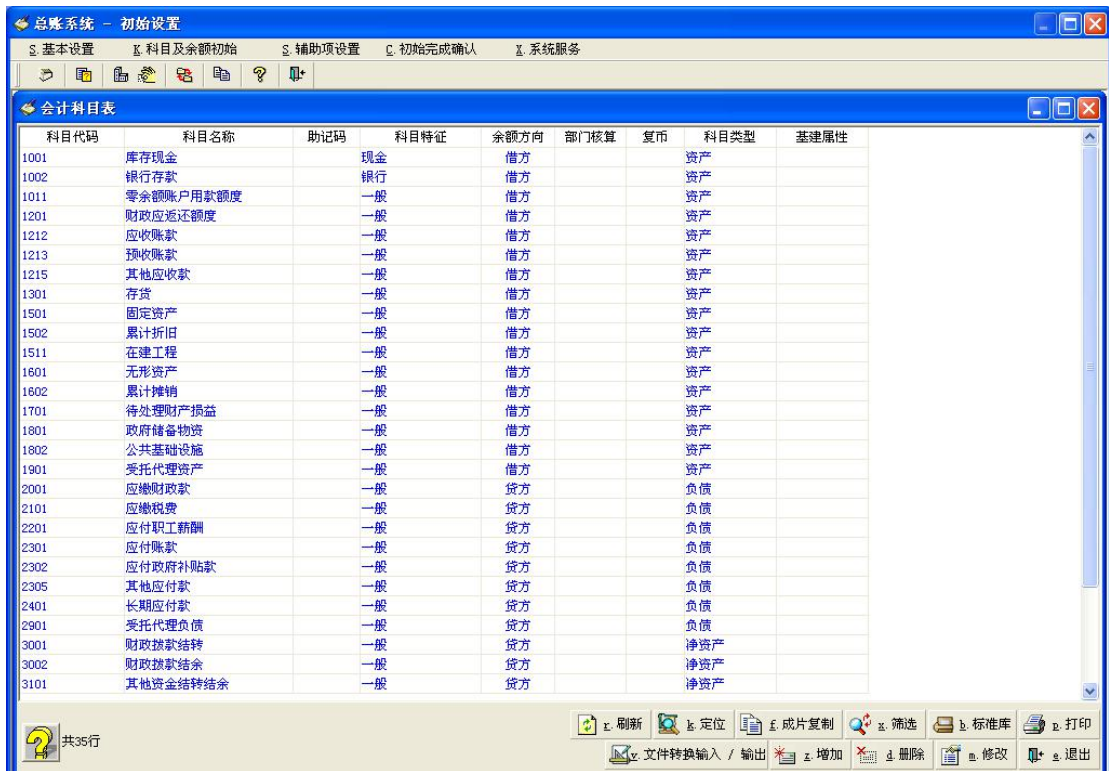 总账系统 - 初始设置
S.基本设置 K.科目及余额初始 S.辅助项设置 C.初始完成确认 X.系统服务
会计科目表
科目代码 科目名称 助记码 科目特征 余额方向 部门核算 复币 科目类型 基建属性
1001 库存现金 现金 借方 资产
1002 银行存款 银行 借方 资产
1011 零余额账户用款额度 一般 借方 资产
1201 财政应返还额度 一般 借方 资产
1212 应收账款 一般 借方 资产
1213 预收账款 一般 借方 资产
1215 其他应收款 一般 借方 资产
1301 存货 一般 借方 资产
1501 固定资产 一般 借方 资产
1502 累计折旧 一般 借方 资产
1511 在建工程 一般 借方 资产
1601 无形资产 一般 借方 资产
1602 累计摊销 一般 借方 资产
1701 待处理财产损益 一般 借方 资产
1801 政府储备物资 一般 借方 资产
1802 公共基础设施 一般 借方 资产
1901 受托代理资产 一般 借方 资产
2001 应缴财政款 一般 贷方 负债
2101 应缴税费 一般 贷方 负债
2201 应付职工薪酬 一般 贷方 负债
2301 应付账款 一般 贷方 负债
2302 应付政府补贴款 一般 贷方 负债
2305 其他应付款 一般 贷方 负债
2401 长期应付款 一般 贷方 负债
2901 受托代理负债 一般 贷方 负债
3001 财政拨款结转 一般 贷方 净资产
3002 财政拨款结余 一般 贷方 净资产
3101 其他资金结转结余 一般 贷方 净资产
共35行
r.刷新 k.定位 f.成片复制 x.筛选 b.标准库 p.打印
v.文件转换输入 / 输出 z.增加 d.删除 m.修改 e.退出